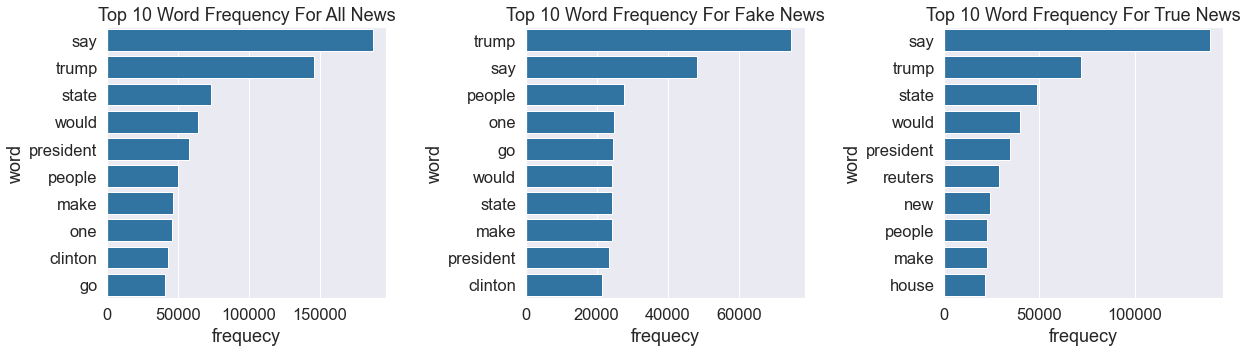 Top 10 Word Frequency For All News
say
trump
state
would
president
people
make
one
clinton
go
word
0 50000 100000 150000
frequecy
Top 10 Word Frequency For Fake News
trump
say
people
one
go
would
state
make
president
clinton
word
0 20000 40000 60000
frequecy
Top 10 Word Frequency For True News
say
trump
state
would
president
reuters
new
people
make
house
word
0 50000 100000
frequecy